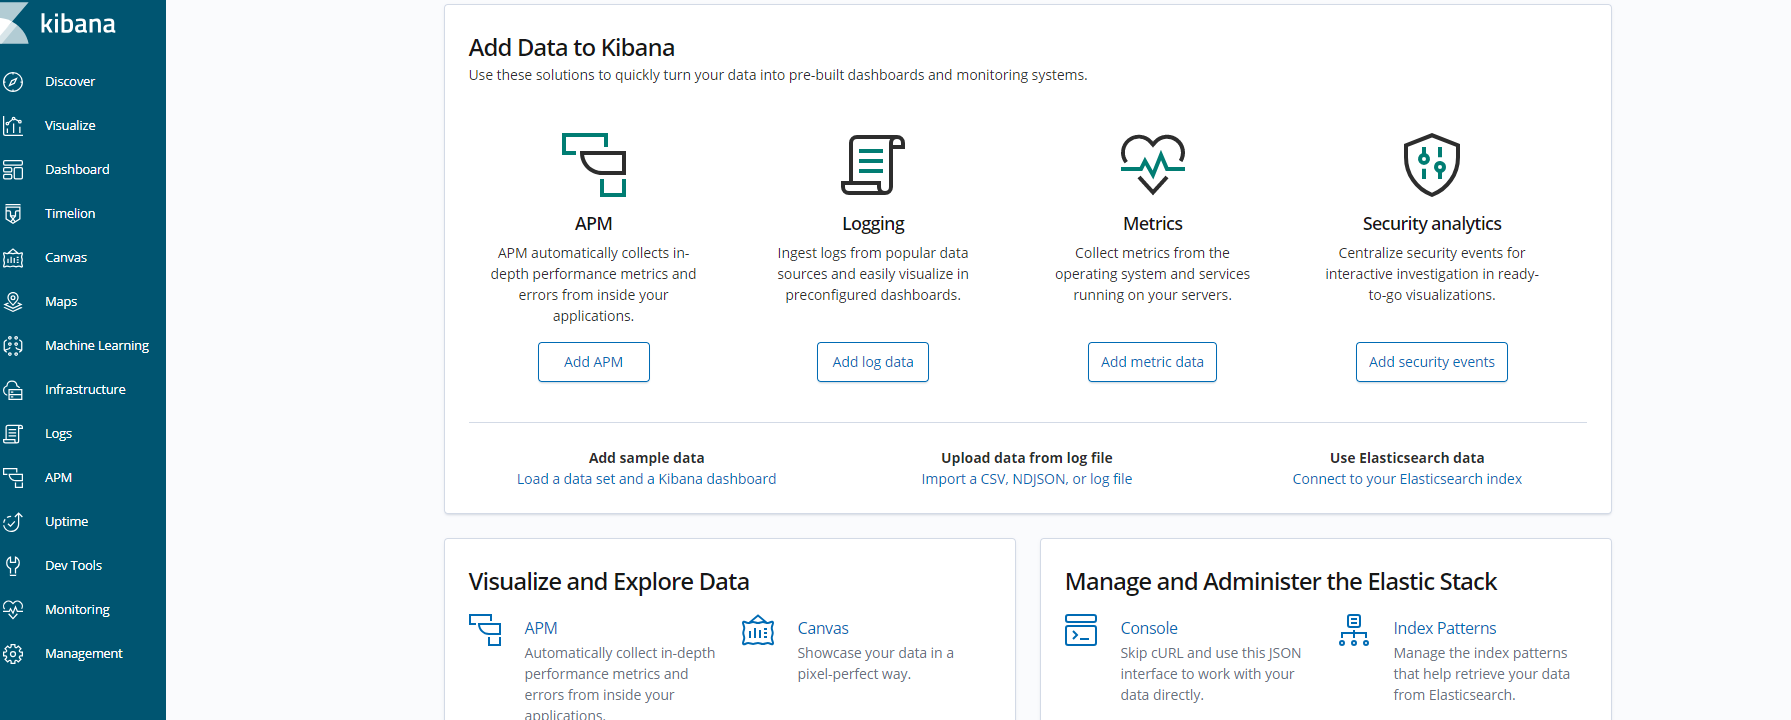 kibana
Discover
Visualize
Dashboard
Timelion
Canvas
Maps
Machine Learning
Infrastructure
Logs
APM
Uptime
Dev Tools
Monitoring
Management
Add Data to Kibana
Use these solutions to quickly turn your data into pre-built dashboards and monitoring systems.
APM
APM automatically collects in-
depth performance metrics and
errors from inside your
applications.
Add APM
Logging
Ingest logs from popular data
sources and easily visualize in
preconfigured dashboards.
Add log data
Metrics
Collect metrics from the
operating system and services
running on your servers.
Add metric data
Security analytics
Centralize security events for
interactive investigation in ready-
to-go visualizations.
Add security events
Add sample data
Load a data set and a Kibana dashboard
Upload data from log file
Import a CSV, NDJSON, or log file
Use Elasticsearch data
Connect to your Elasticsearch index
Visualize and Explore Data
APM
Automatically collect in-depth
performance metrics and
errors from inside your
applications.
Canvas
Showcase your data in a
pixel-perfect way.
Manage and Administer the Elastic Stack
Console
Skip cURL and use this JSON
interface to work with your
data directly.
Index Patterns
Manage the index patterns
that help retrieve your data
from Elasticsearch.